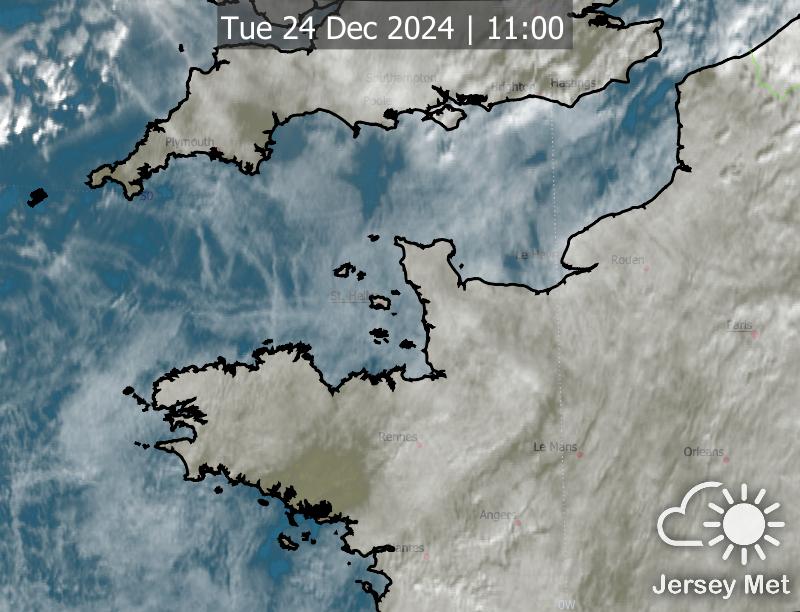 Tue 24 Dec 2024 | 11:00
Southampton
Brighton
Hastings
Poole
Plymouth
50
Le Havre
Rouen
St. Helier
Paris
Rennes
Le Mans
Orleans
Angers
Nantes
0W
Jersey Met